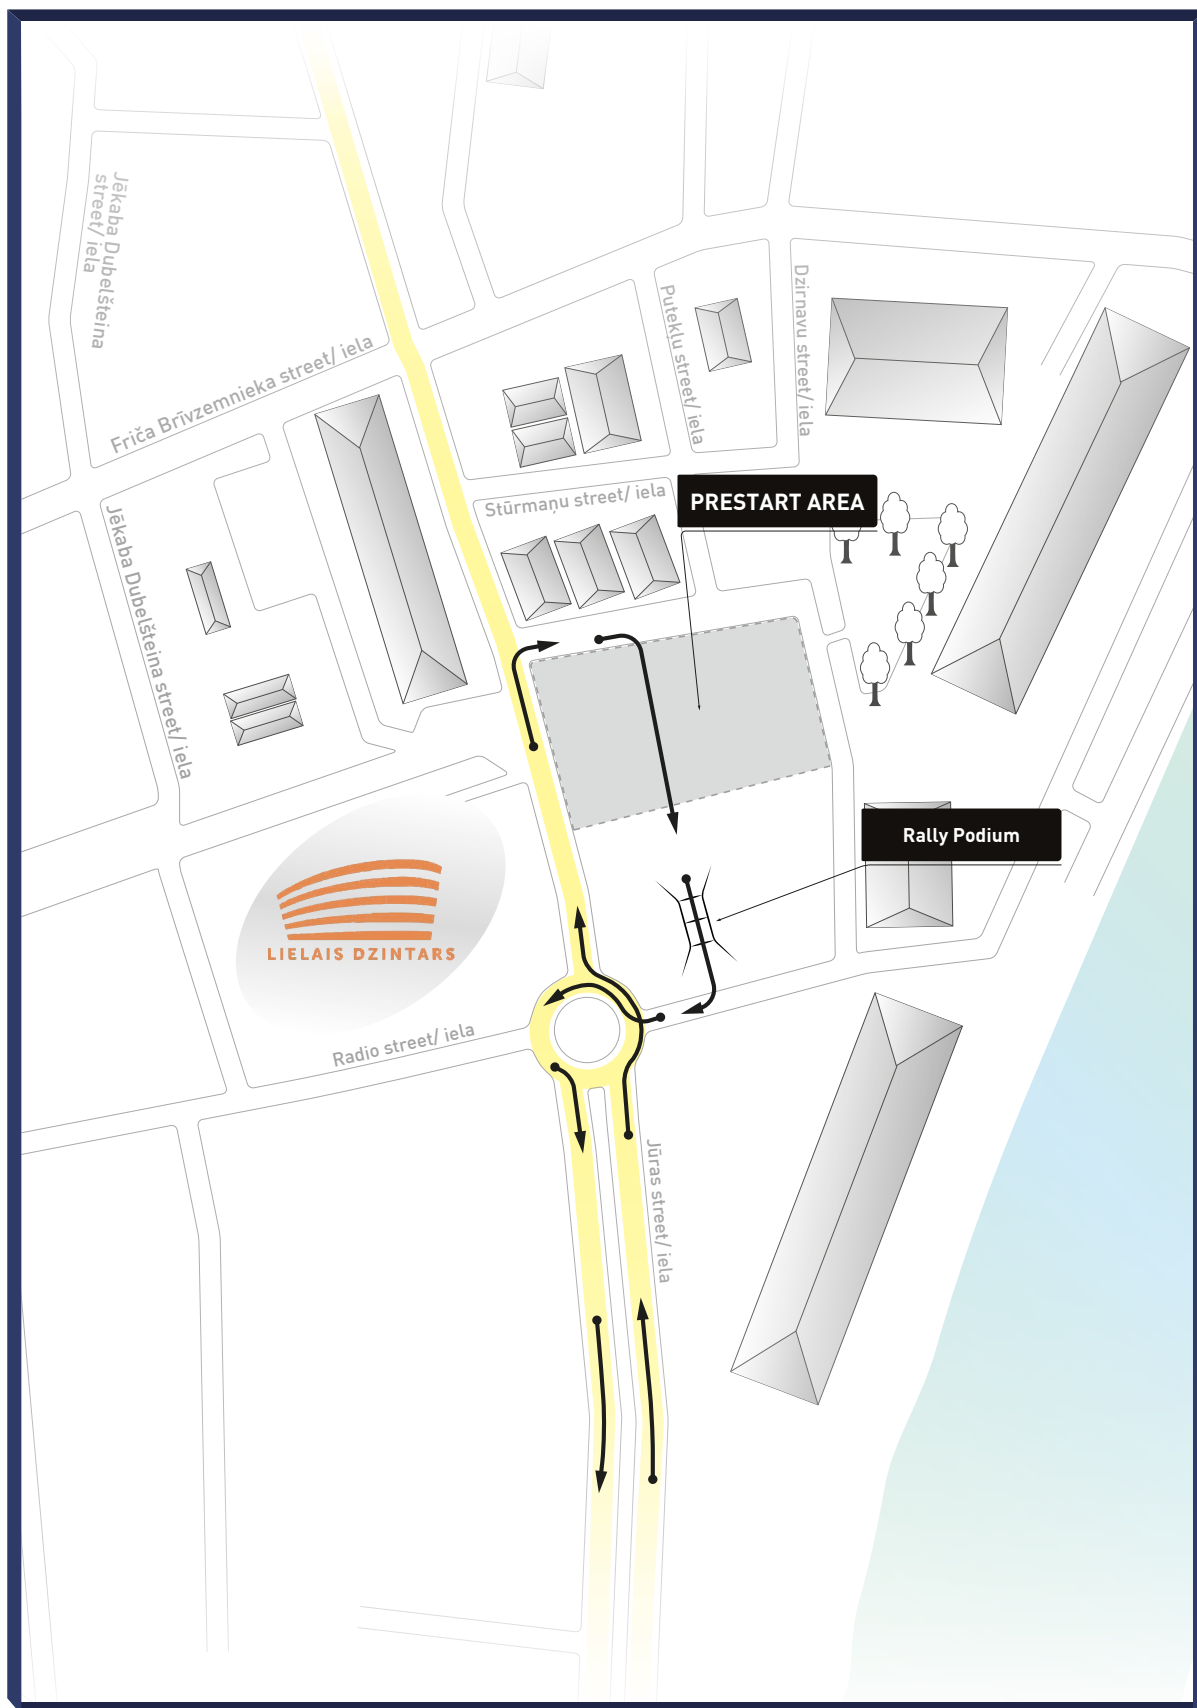 Jēkaba Dubelšteina
street/ iela
Friča Brīvzemnieka street/ iela
Putekļu street/ iela
Dzirnavu street/ iela
Stūrmaņu street/ iela
PRESTART AREA
Jēkaba Dubelšteina street/ iela
Rally Podium
LIELAIS DZINTARS
Radio street/ iela
Jūras street/ iela